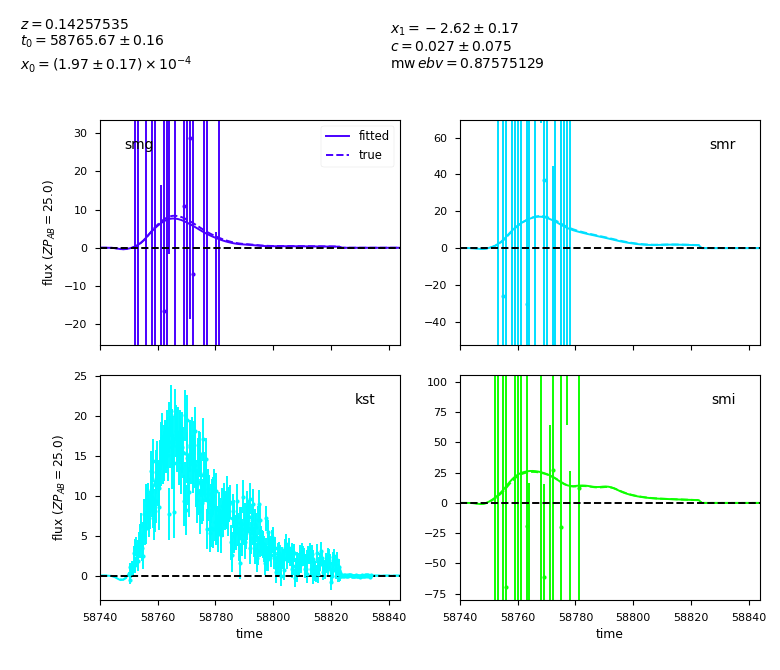 z = 0.14257535
t₀ = 58765.67 ± 0.16
x₀ = (1.97 ± 0.17) × 10⁻⁴
x₁ = −2.62 ± 0.17
c = 0.027 ± 0.075
mwebv = 0.87575129
smg
fitted
true
30
20
10
0
−10
−20
flux (ZP_AB = 25.0)
smr
60
40
20
0
−20
−40
kst
25
20
15
10
5
0
flux (ZP_AB = 25.0)
58740 58760 58780 58800 58820 58840
time
smi
100
75
50
25
0
−25
−50
−75
58740 58760 58780 58800 58820 58840
time